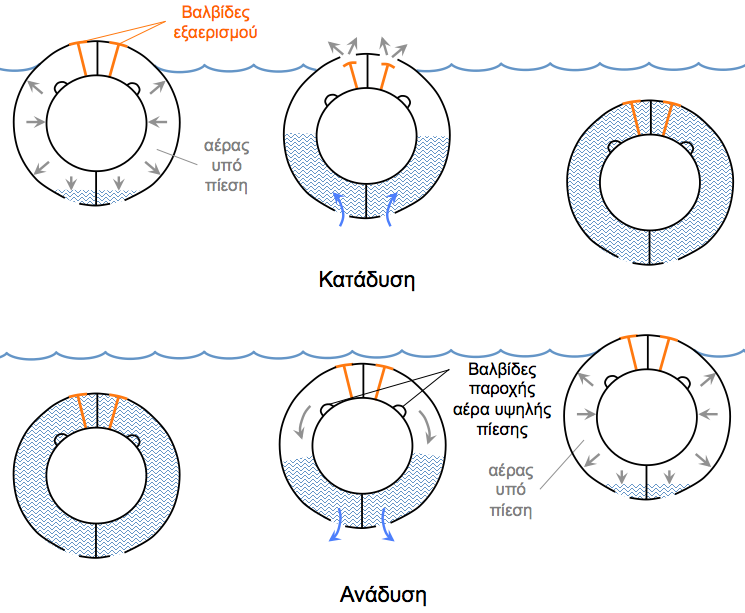 Βαλβίδες
εξαερισμού
αέρας
υπό
πίεση
Κατάδυση
Βαλβίδες
παροχής
αέρα υψηλής
πίεσης
αέρας
υπό
πίεση
Ανάδυση